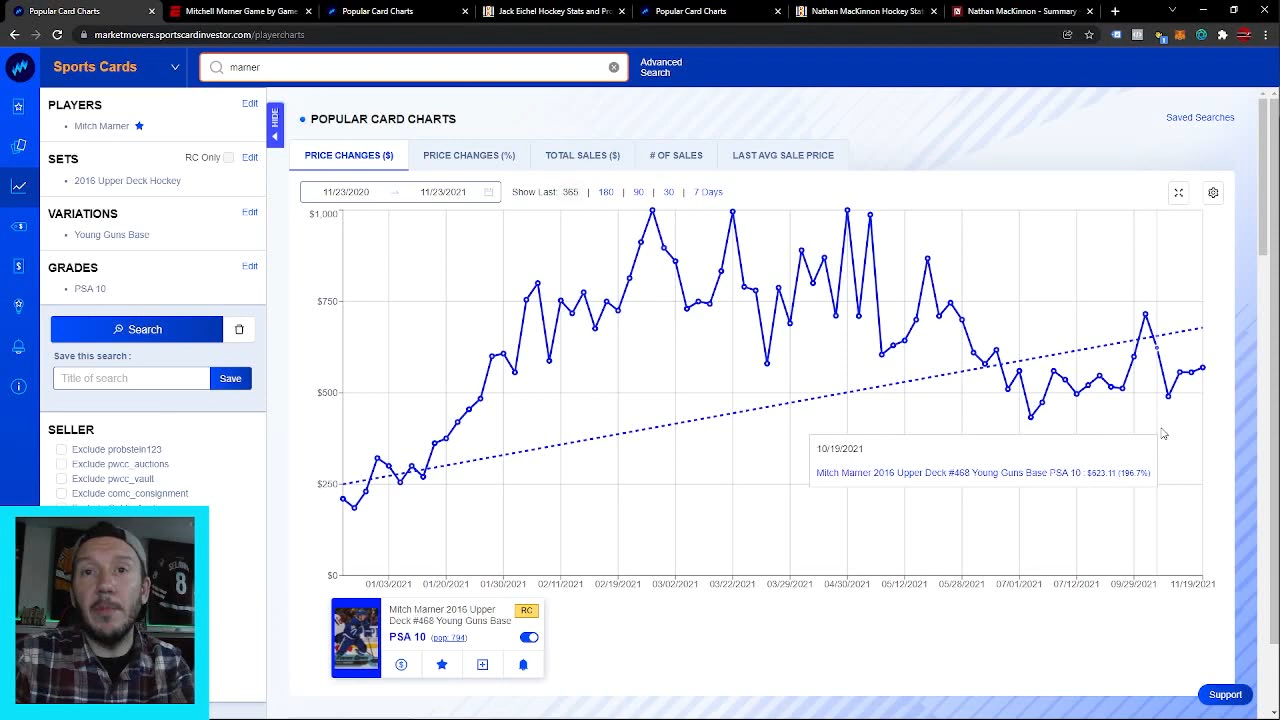 Popular Card Charts
Mitchell Marner Game by Game
Popular Card Charts
Jack Eichel Hockey Stats and Pro
Popular Card Charts
Nathan MacKinnon Hockey Stat
Nathan MacKinnon - Summary
marketmovers.sportscardinvestor.com/playercharts
Sports Cards
marner
Advanced
Search
PLAYERS
Edit
Mitch Marner
SETS
RC Only
Edit
2016 Upper Deck Hockey
VARIATIONS
Edit
Young Guns Base
GRADES
Edit
PSA 10
Search
Save this search:
Title of search
Save
SELLER
Exclude probstein123
Exclude pwcc_auctions
Exclude pwcc_vault
Exclude comc_consignment
HIDE
POPULAR CARD CHARTS
Saved Searches
PRICE CHANGES ($)
PRICE CHANGES (%)
TOTAL SALES ($)
# OF SALES
LAST AVG SALE PRICE
11/23/2020 → 11/23/2021
Show Last: 365 | 180 | 90 | 30 | 7 Days
$1,000
$750
$500
$250
$0
10/19/2021
Mitch Marner 2016 Upper Deck #468 Young Guns Base PSA 10 : $623.11 (196.7%)
01/03/2021 01/20/2021 01/30/2021 02/11/2021 02/19/2021 03/02/2021 03/22/2021 03/29/2021 04/30/2021 05/12/2021 05/28/2021 07/01/2021 07/12/2021 09/29/2021 11/19/2021
Mitch Marner 2016 Upper
Deck #468 Young Guns Base
RC
PSA 10 (pop: 794)
Support
8